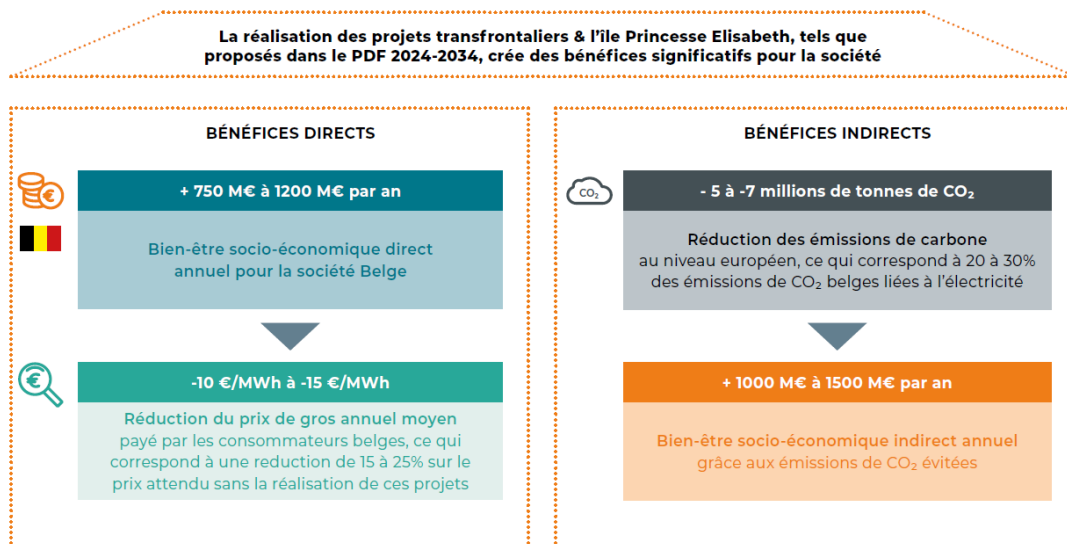 La réalisation des projets transfrontaliers & l'île Princesse Elisabeth, tels que
proposés dans le PDF 2024-2034, crée des bénéfices significatifs pour la société
BÉNÉFICES DIRECTS
+ 750 M€ à 1200 M€ par an
Bien-être socio-économique direct
annuel pour la société Belge
€
-10 €/MWh à -15 €/MWh
Réduction du prix de gros annuel moyen
payé par les consommateurs belges, ce qui
correspond à une reduction de 15 à 25% sur le
prix attendu sans la réalisation de ces projets
€
BÉNÉFICES INDIRECTS
CO₂
- 5 à -7 millions de tonnes de CO₂
Réduction des émissions de carbone
au niveau européen, ce qui correspond à 20 à 30%
des émissions de CO₂ belges liées à l'électricité
+ 1000 M€ à 1500 M€ par an
Bien-être socio-économique indirect annuel
grâce aux émissions de CO₂ évitées